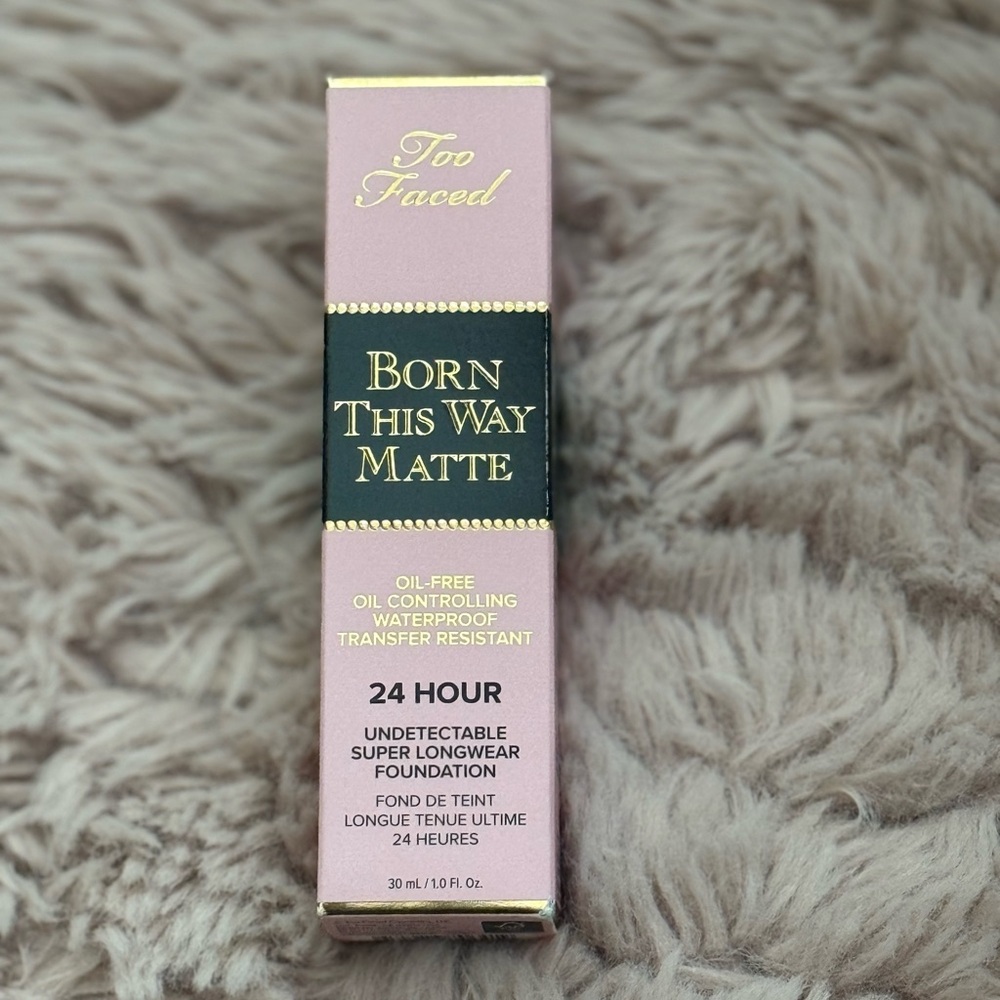 Too
Faced
BORN
THIS WAY
MATTE
OIL-FREE
OIL CONTROLLING
WATERPROOF
TRANSFER RESISTANT
24 HOUR
UNDETECTABLE
SUPER LONGWEAR
FOUNDATION
FOND DE TEINT
LONGUE TENUE ULTIME
24 HEURES
30 mL / 1.0 Fl. Oz.